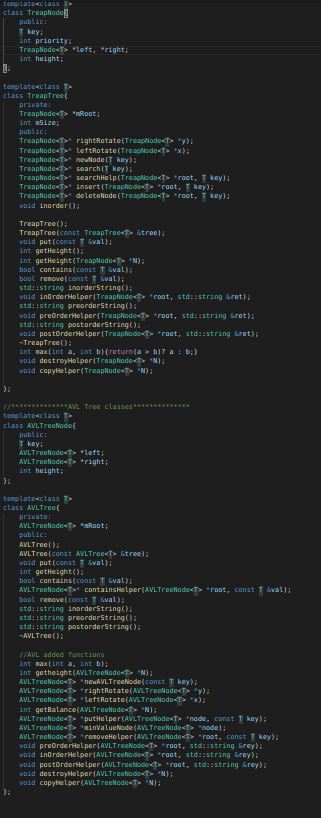 template<class T>
class TreapNode{
public:
T key;
int priority;
TreapNode<T> *left, *right;
int height;
};
template<class T>
class TreapTree{
private:
TreapNode<T> *mRoot;
int mSize;
public:
TreapNode<T>* rightRotate(TreapNode<T> *y);
TreapNode<T>* leftRotate(TreapNode<T> *x);
TreapNode<T>* newNode(T key);
TreapNode<T>* search(T key);
TreapNode<T>* searchHelp(TreapNode<T> *root, T key);
TreapNode<T>* insert(TreapNode<T> *root, T key);
TreapNode<T>* deleteNode(TreapNode<T> *root, T key);
void inorder();
TreapTree();
TreapTree(const TreapTree<T> &tree);
void put(const T &val);
int getHeight();
int getHeight(TreapNode<T> *N);
bool contains(const T &val);
bool remove(const T &val);
std::string inorderString();
void inOrderHelper(TreapNode<T> *root, std::string &ret);
std::string preorderString();
void preOrderHelper(TreapNode<T> *root, std::string &ret);
std::string postorderString();
void postOrderHelper(TreapNode<T> *root, std::string &ret);
~TreapTree();
int max(int a, int b){return(a > b)? a : b;}
void destroyHelper(TreapNode<T> *N);
void copyHelper(TreapNode<T> *N);
};
//**************AVL Tree classes**************
template<class T>
class AVLTreeNode{
public:
T key;
AVLTreeNode<T> *left;
AVLTreeNode<T> *right;
int height;
};
template<class T>
class AVLTree{
private:
AVLTreeNode<T> *mRoot;
public:
AVLTree();
AVLTree(const AVLTree<T> &tree);
void put(const T &val);
int getHeight();
bool contains(const T &val);
AVLTreeNode<T>* containsHelper(AVLTreeNode<T> *root, const T &val);
bool remove(const T &val);
std::string inorderString();
std::string preorderString();
std::string postorderString();
~AVLTree();
//AVL added functions
int max(int a, int b);
int getheight(AVLTreeNode<T> *N);
AVLTreeNode<T> *newAVLTreeNode(const T key);
AVLTreeNode<T> *rightRotate(AVLTreeNode<T> *y);
AVLTreeNode<T> *leftRotate(AVLTreeNode<T> *x);
int getBalance(AVLTreeNode<T> *N);
AVLTreeNode<T> *putHelper(AVLTreeNode<T> *node, const T key);
AVLTreeNode<T> *minValueNode(AVLTreeNode<T> *node);
AVLTreeNode<T> *removeHelper(AVLTreeNode<T> *root, const T key);
void preOrderHelper(AVLTreeNode<T> *root, std::string &rey);
void inOrderHelper(AVLTreeNode<T> *root, std::string &rey);
void postOrderHelper(AVLTreeNode<T> *root, std::string &rey);
void destroyHelper(AVLTreeNode<T> *N);
void copyHelper(AVLTreeNode<T> *N);
};